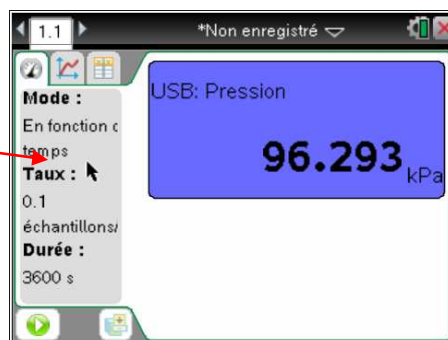 1.1
*Non enregistré
Mode :
En fonction d
temps
Taux :
0.1
échantillons/
Durée :
3600 s
USB: Pression
96.293 kPa